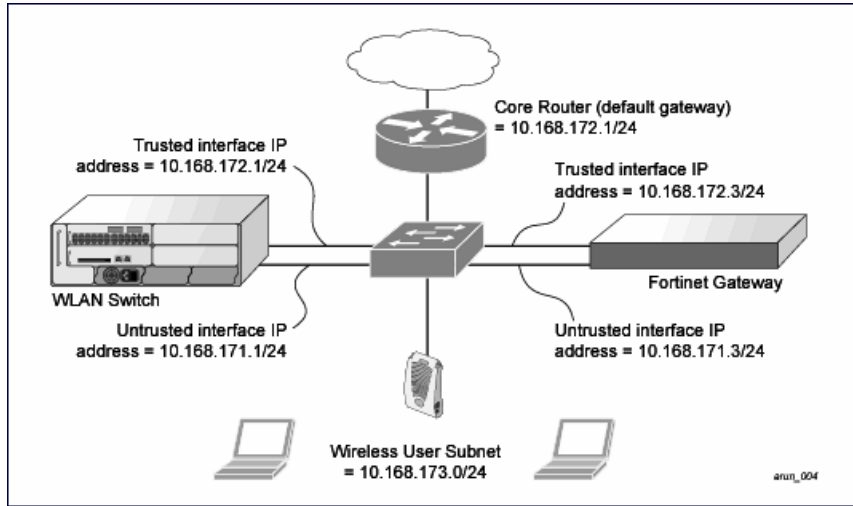 Core Router (default gateway)
= 10.168.172.1/24
Trusted interface IP
address = 10.168.172.1/24
Trusted interface IP
address = 10.168.172.3/24
WLAN Switch
Fortinet Gateway
Untrusted interface IP
address = 10.168.171.1/24
Untrusted interface IP
address = 10.168.171.3/24
Wireless User Subnet
= 10.168.173.0/24
arun_004